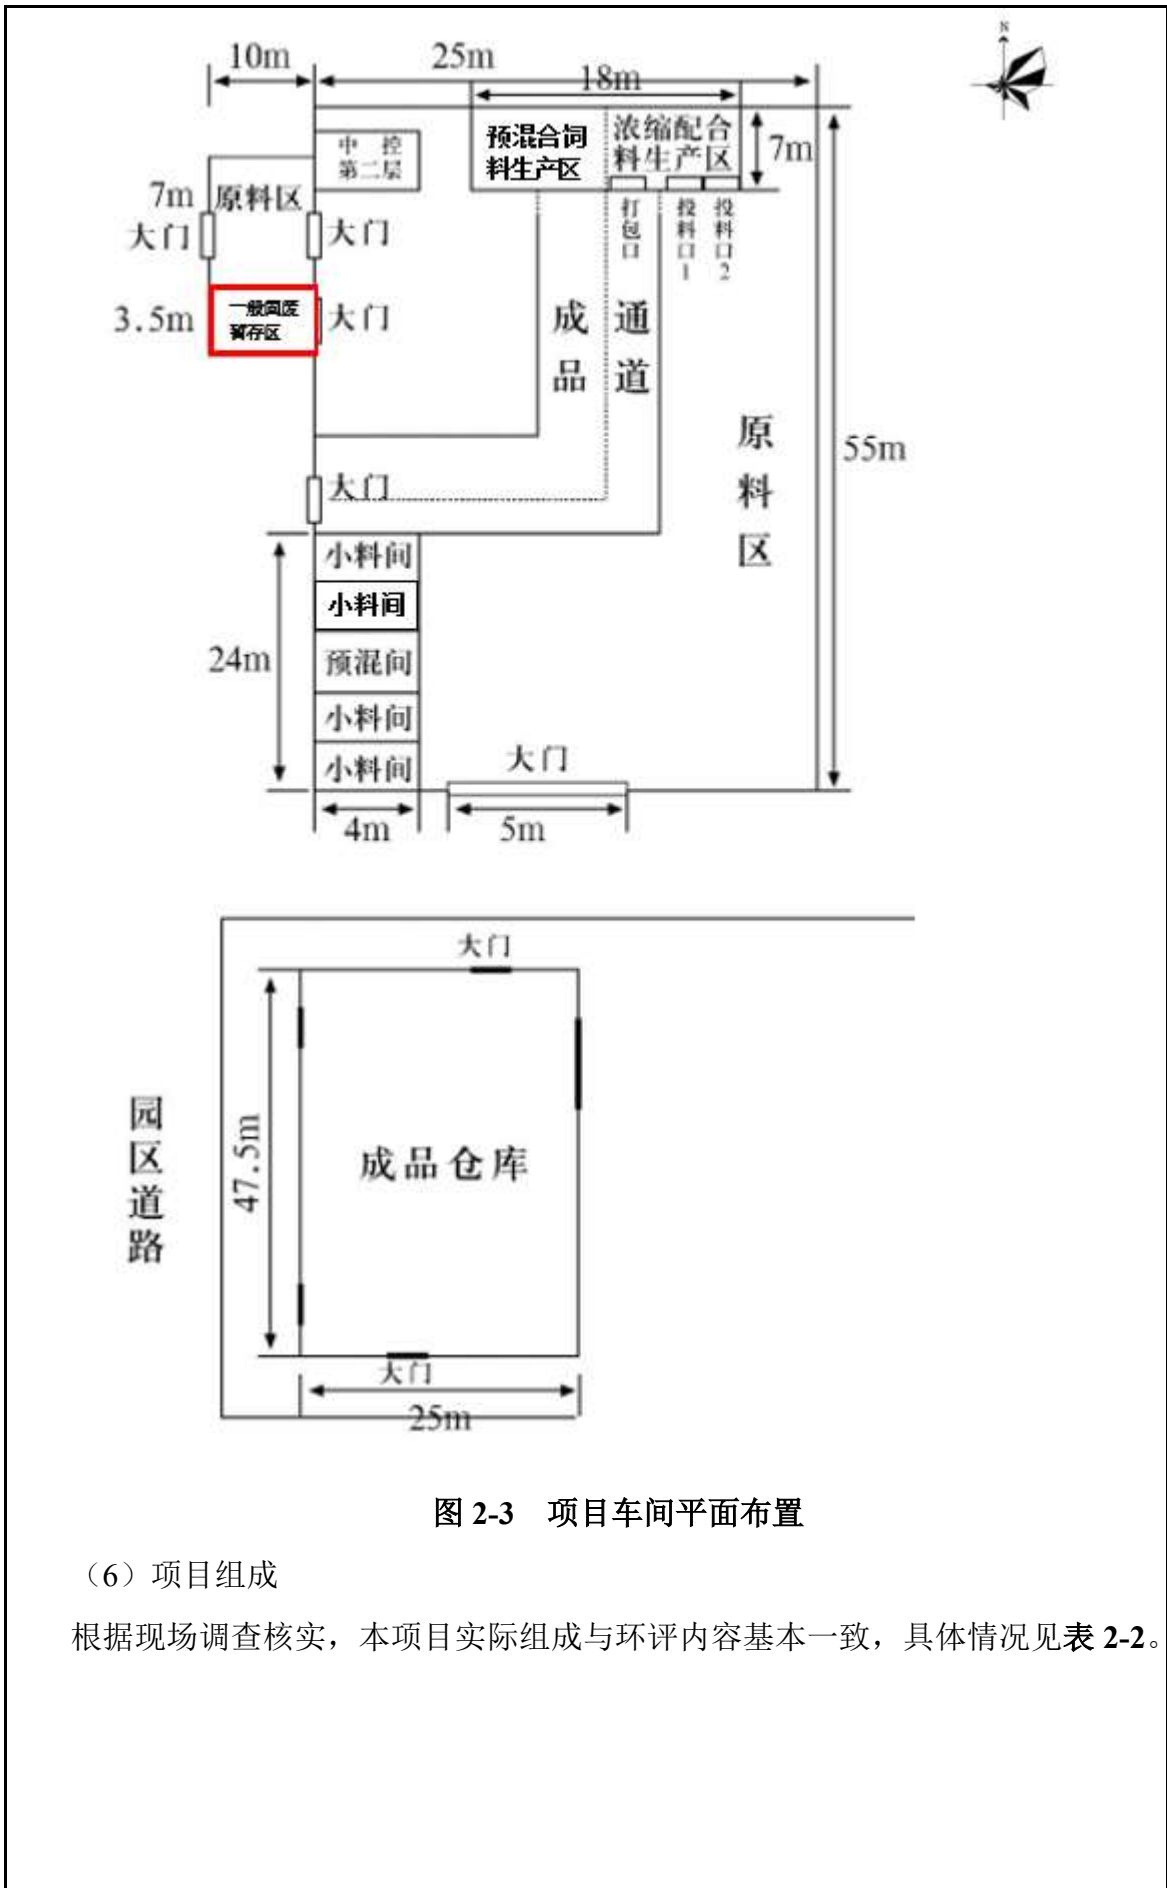 N
10m
25m
18m
中 控
第二层
预混合饲
料生产区
浓缩配合
料生产区
7m
7m
原料区
大门
大门
打包口
投料口1
投料口2
3.5m
一般固废
暂存区
大门
成品
通道
原料区
55m
大门
小料间
小料间
24m
预混间
小料间
小料间
大门
4m
5m
大门
园区道路
47.5m
成品仓库
大门
25m
图 2-3 项目车间平面布置
（6）项目组成
根据现场调查核实，本项目实际组成与环评内容基本一致，具体情况见表 2-2。